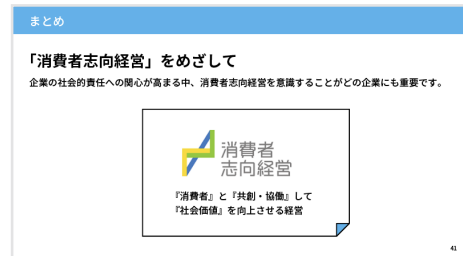 まとめ
「消費者志向経営」をめざして
企業の社会的責任への関心が高まる中、消費者志向経営を意識することがどの企業にも重要です。
消費者
志向経営
『消費者』と『共創・協働』して
『社会価値』を向上させる経営
41